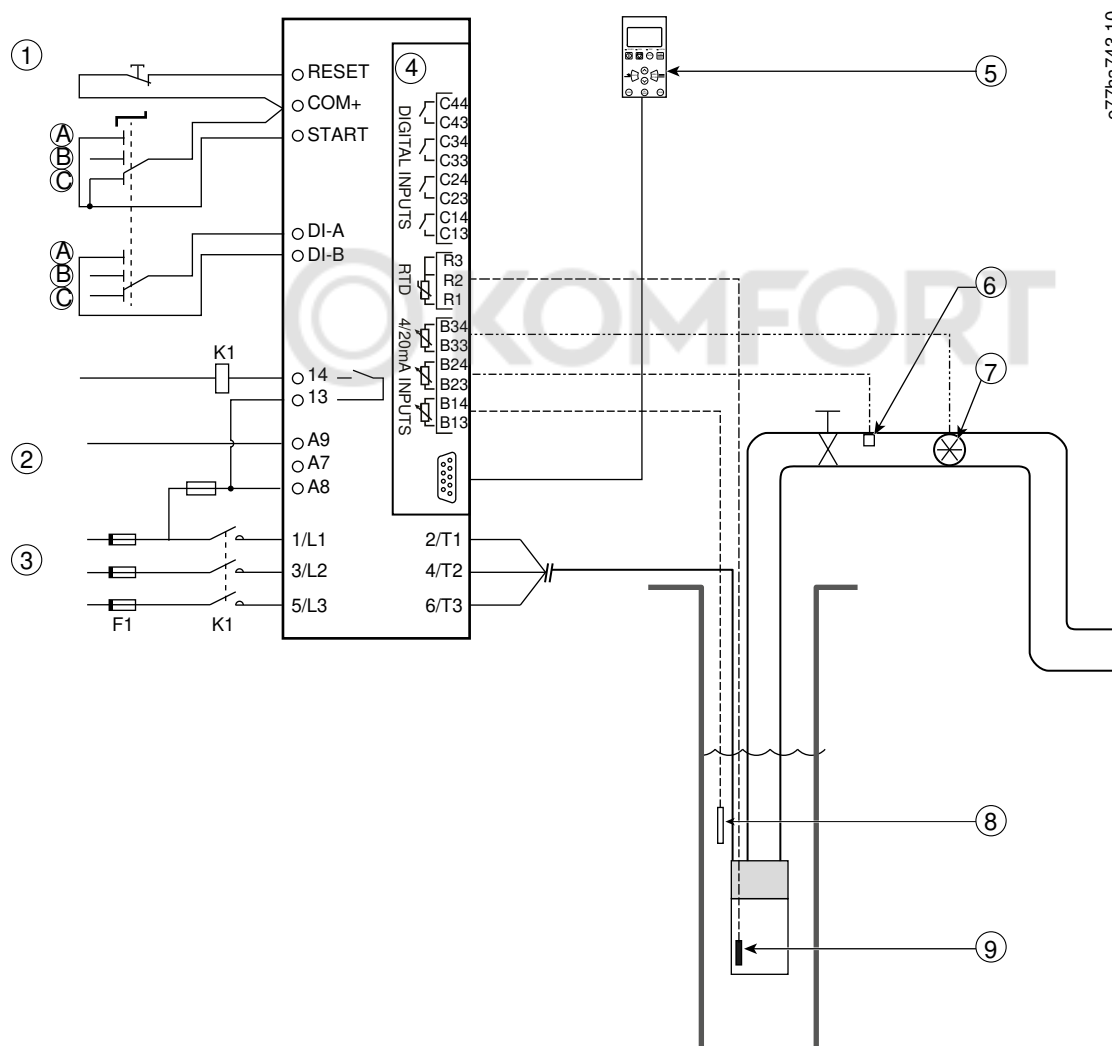 1
RESET
COM+
START
A
B
C
DI-A
DI-B
A
B
C
K1
14
13
A9
A7
A8
2
3
1/L1
3/L2
5/L3
F1
K1
2/T1
4/T2
6/T3
4
DIGITAL INPUTS
C44
C43
C34
C33
C24
C23
C14
C13
RTD
R3
R2
R1
4/20mA INPUTS
B34
B33
B24
B23
B14
B13
KOMFORT
5
6
7
8
9